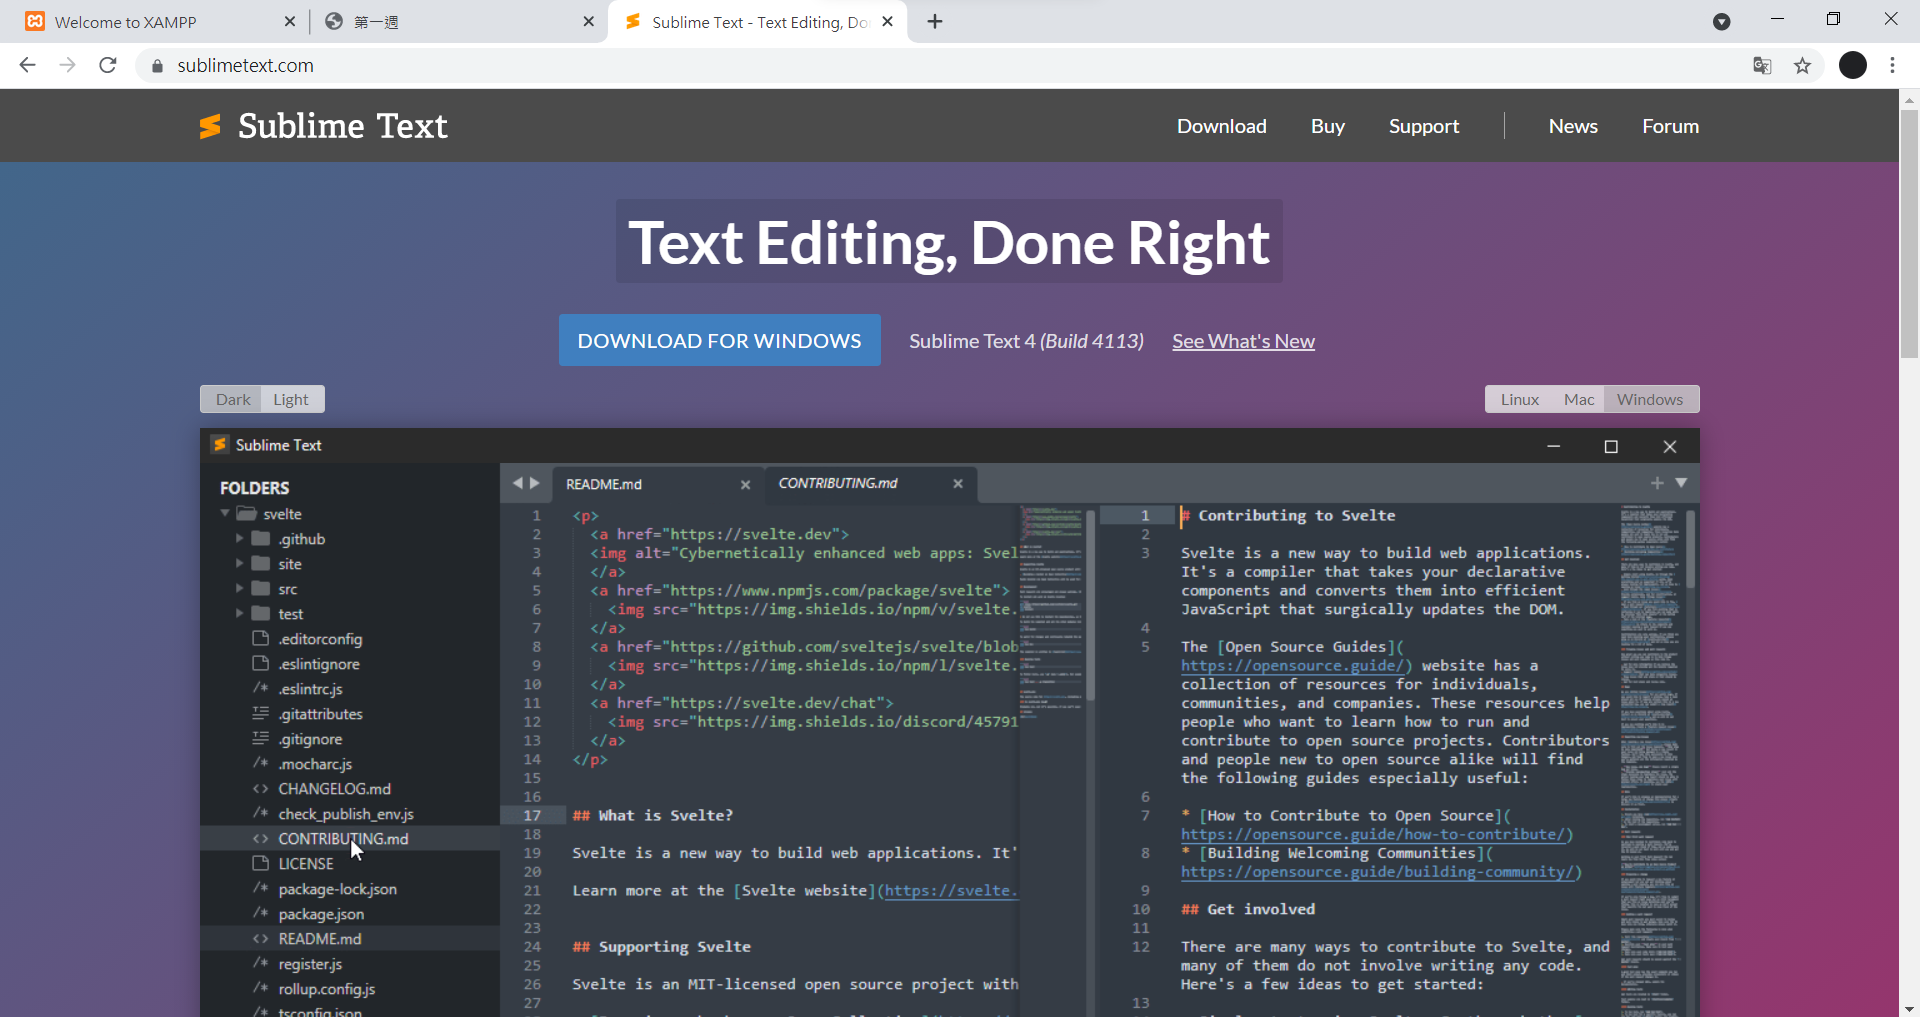 Welcome to XAMPP
第一週
Sublime Text - Text Editing, Do
sublimetext.com
Sublime Text
Download
Buy
Support
News
Forum
Text Editing, Done Right
DOWNLOAD FOR WINDOWS
Sublime Text 4 (Build 4113)
See What's New
Dark
Light
Linux
Mac
Windows
Sublime Text
FOLDERS
svelte
.github
site
src
test
.editorconfig
.eslintignore
/* .eslintrc.js
.gitattributes
.gitignore
/* .mocharc.js
<> CHANGELOG.md
/* check_publish_env.js
<> CONTRIBUTING.md
LICENSE
/* package-lock.json
/* package.json
<> README.md
/* register.js
/* rollup.config.js
/* tsconfig.json
README.md
CONTRIBUTING.md
1 <p>
2 <a href="https://svelte.dev">
3 <img alt="Cybernetically enhanced web apps: Svel
4 </a>
5 <a href="https://www.npmjs.com/package/svelte">
6 <img src="https://img.shields.io/npm/v/svelte.
7 </a>
8 <a href="https://github.com/sveltejs/svelte/blob
9 <img src="https://img.shields.io/npm/l/svelte.
10 </a>
11 <a href="https://svelte.dev/chat">
12 <img src="https://img.shields.io/discord/45791
13 </a>
14 </p>
15
16
17 ## What is Svelte?
18
19 Svelte is a new way to build web applications. It'
20
21 Learn more at the [Svelte website](https://svelte.
22
23
24 ## Supporting Svelte
25
26 Svelte is an MIT-licensed open source project with
27
1 # Contributing to Svelte
2
3 Svelte is a new way to build web applications.
It's a compiler that takes your declarative
components and converts them into efficient
JavaScript that surgically updates the DOM.
4
5 The [Open Source Guides](
https://opensource.guide/) website has a
collection of resources for individuals,
communities, and companies. These resources help
people who want to learn how to run and
contribute to open source projects. Contributors
and people new to open source alike will find
the following guides especially useful:
6
7 * [How to Contribute to Open Source](
https://opensource.guide/how-to-contribute/)
8 * [Building Welcoming Communities](
https://opensource.guide/building-community/)
9
10 ## Get involved
11
12 There are many ways to contribute to Svelte, and
many of them do not involve writing any code.
Here's a few ideas to get started:
13